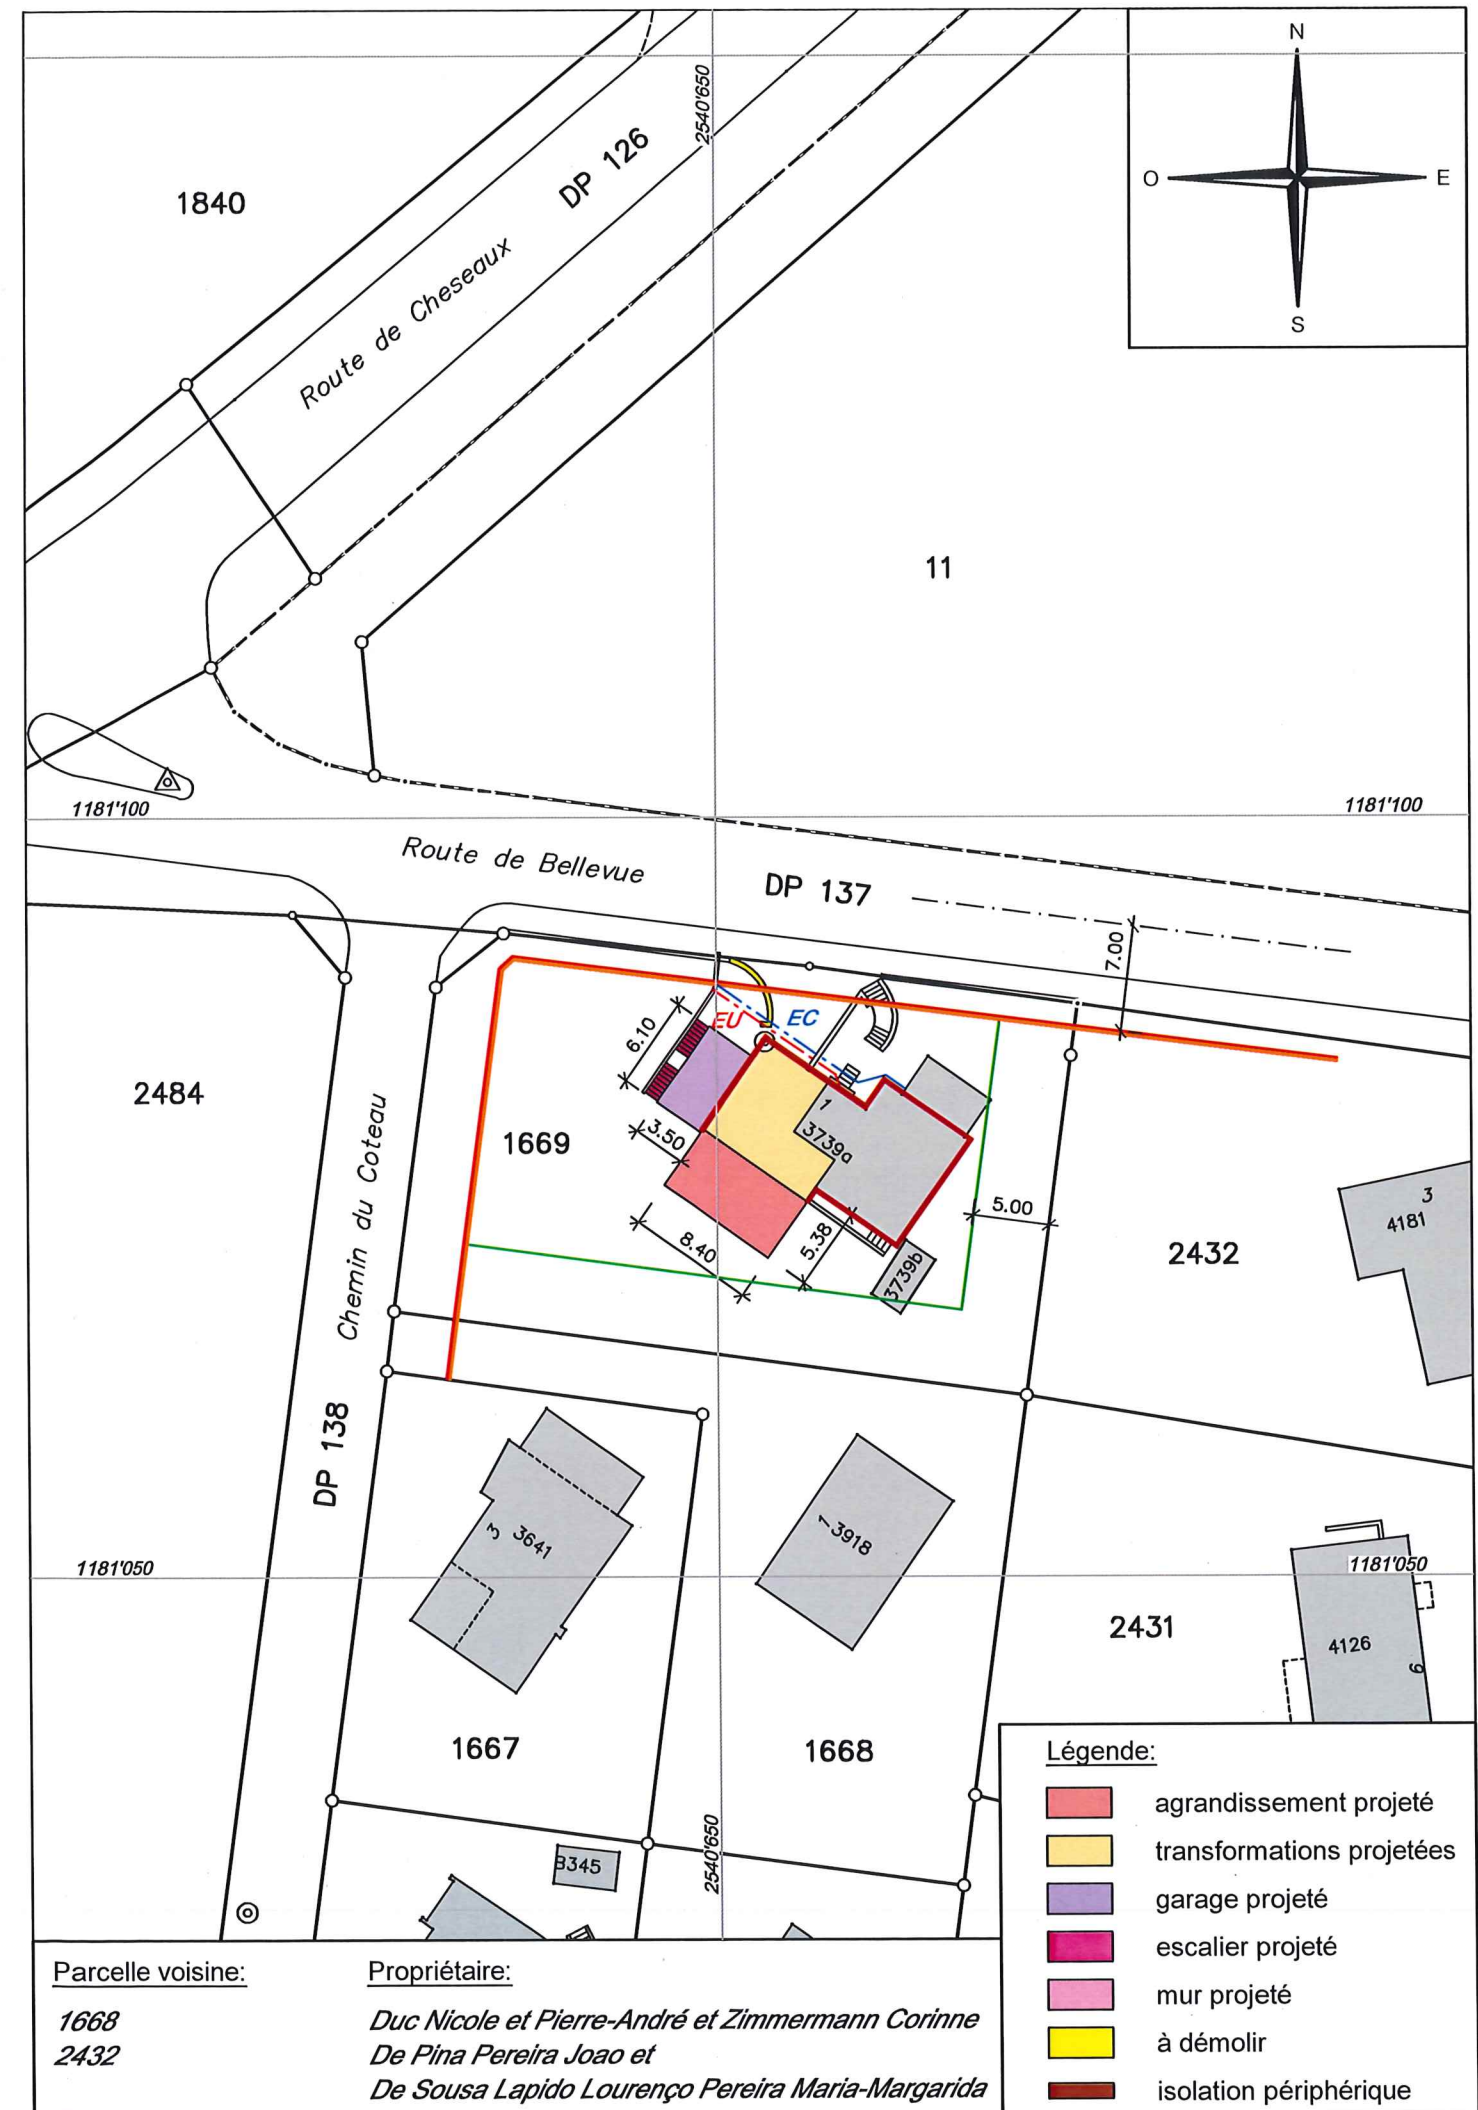 N
O
E
S
2540'650
DP 126
1840
Route de Cheseaux
11
1181'100
1181'100
Route de Bellevue
DP 137
7.00
EU
EC
6.10
2484
1
3739a
3.50
1669
5.00
3
4181
8.40
5.38
3739b
2432
Chemin du Coteau
DP 138
3
3641
1
3918
1181'050
1181'050
2431
4126
6
1667
1668
2540'650
3345
Légende:
agrandissement projeté
transformations projetées
garage projeté
escalier projeté
mur projeté
à démolir
isolation périphérique
Parcelle voisine:
Propriétaire:
1668
Duc Nicole et Pierre-André et Zimmermann Corinne
2432
De Pina Pereira Joao et
De Sousa Lapido Lourenço Pereira Maria-Margarida